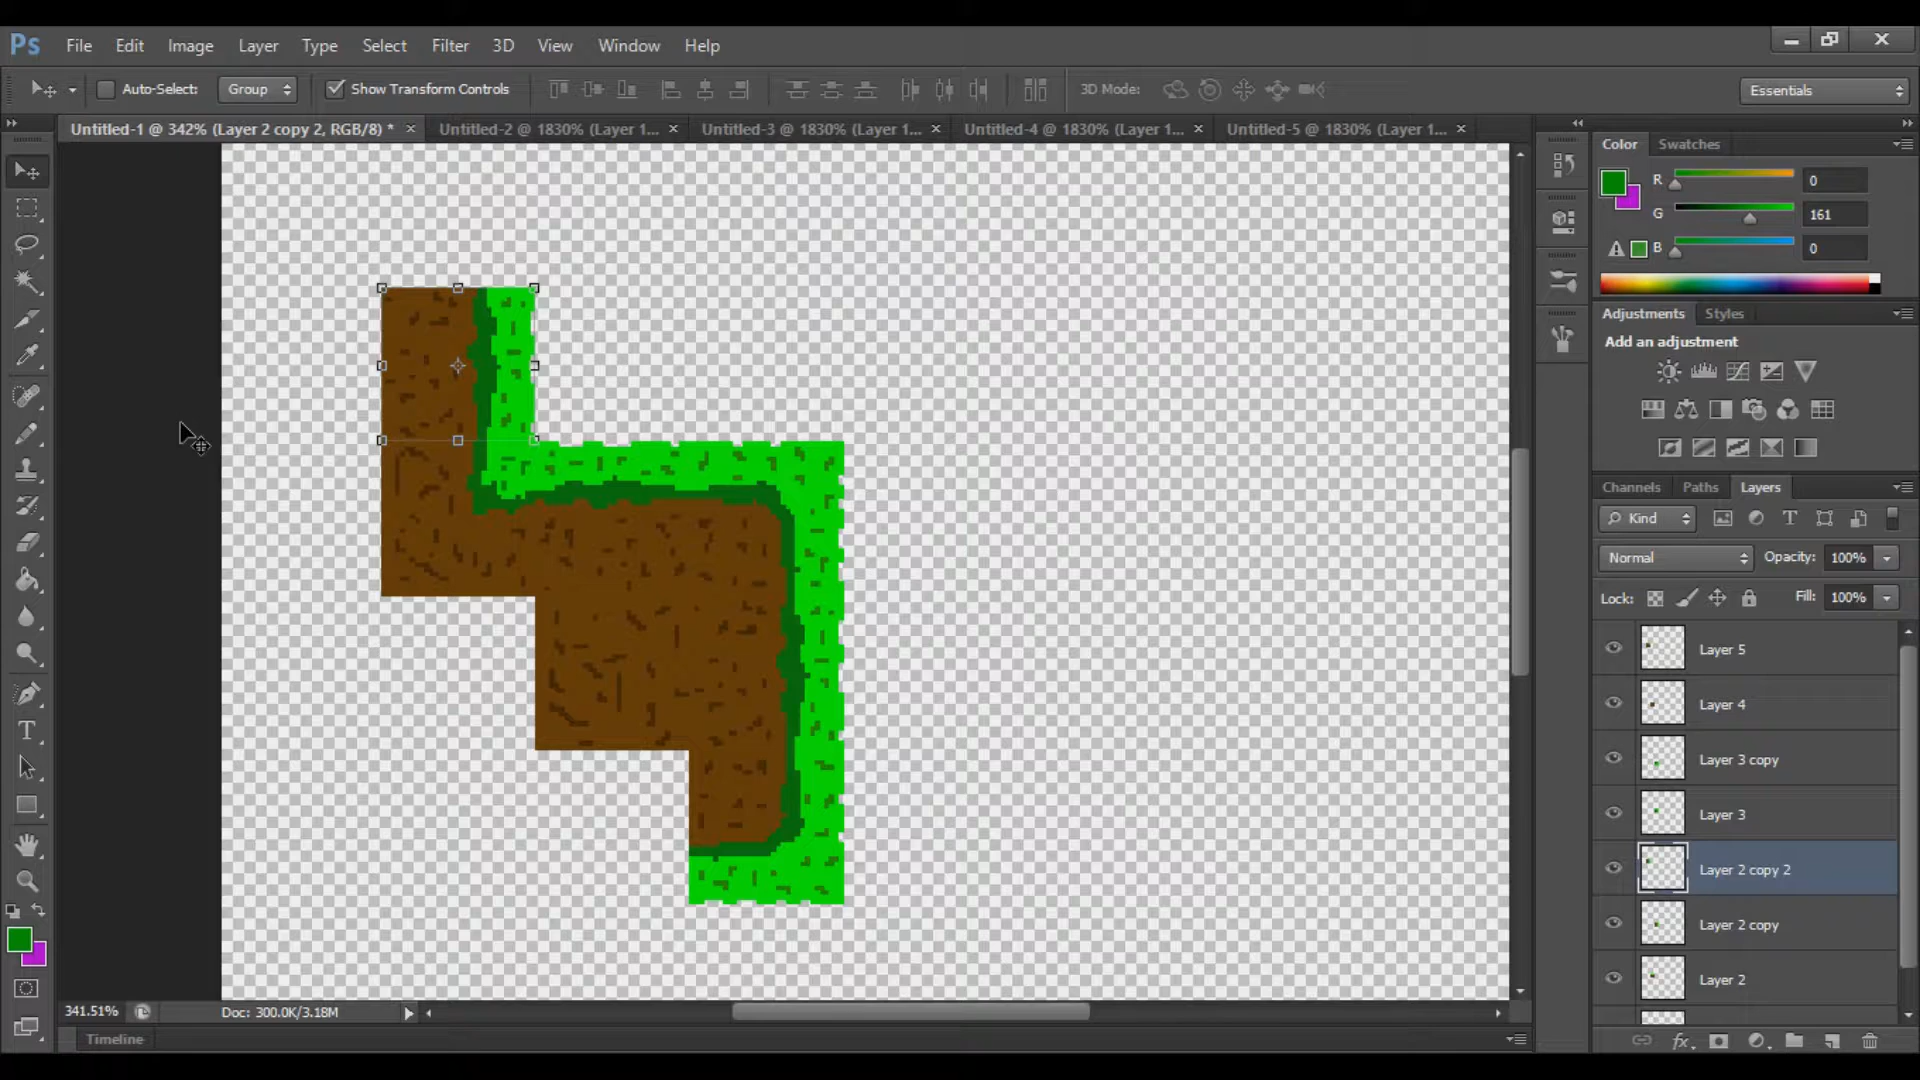 Ps File Edit Image Layer Type Select Filter 3D View Window Help
Auto-Select: Group Show Transform Controls 3D Mode: Essentials
Untitled-1 @ 342% (Layer 2 copy 2, RGB/8) * Untitled-2 @ 1830% (Layer 1... Untitled-3 @ 1830% (Layer 1... Untitled-4 @ 1830% (Layer 1... Untitled-5 @ 1830% (Layer 1...
Color Swatches
R 0
G 161
B 0
Adjustments Styles
Add an adjustment
Channels Paths Layers
Kind
Normal Opacity: 100%
Lock: Fill: 100%
Layer 5
Layer 4
Layer 3 copy
Layer 3
Layer 2 copy 2
Layer 2 copy
Layer 2
T
341.51% Doc: 300.0K/3.18M
fx
Timeline